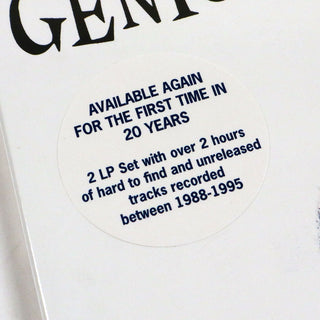 AVAILABLE AGAIN
FOR THE FIRST TIME IN
20 YEARS
2 LP Set with over 2 hours
of hard to find and unreleased
tracks recorded
between 1988-1995